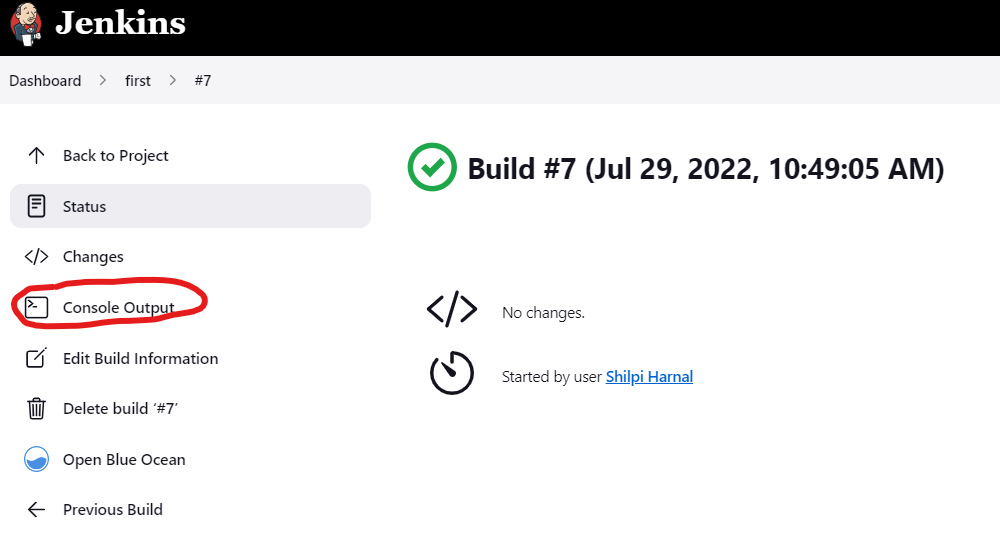 Jenkins
Dashboard > first > #7
Back to Project
Status
Changes
Console Output
Edit Build Information
Delete build ‘#7’
Open Blue Ocean
Previous Build
Build #7 (Jul 29, 2022, 10:49:05 AM)
No changes.
Started by user Shilpi Harnal